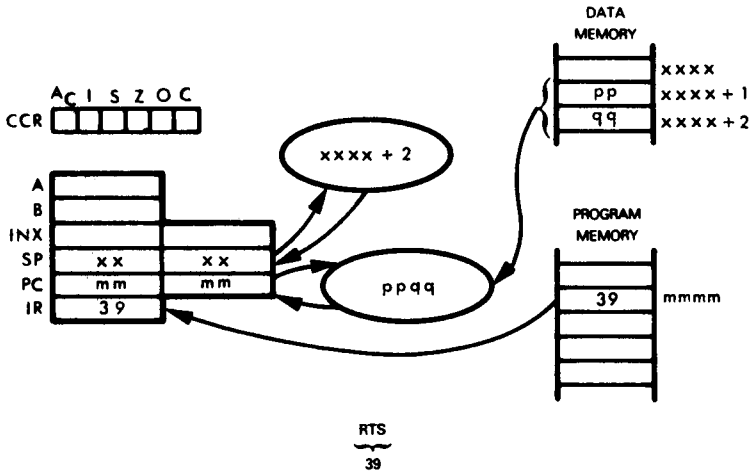 DATA
MEMORY
xxxx
pp xxxx + 1
qq xxxx + 2
AC I S Z O C
CCR
xxxx + 2
A
B
INX
SP xx xx
PC mm mm
IR 39
ppqq
PROGRAM
MEMORY
39 mmmm
RTS
39